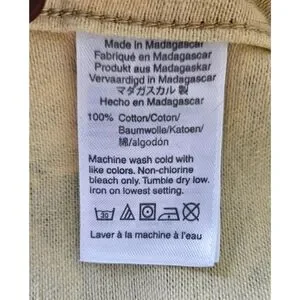 Made in Madagascar
Fabriqué en Madagascar
Produkt aus Madagaskar
Vervaardigd in Madagascar
マダガスカル 製
Hecho en Madagascar
100% Cotton/Coton/
Baumwolle/Katoen/
綿/algodón
Machine wash cold with
like colors. Non-chlorine
bleach only. Tumble dry low.
iron on lowest setting.
30
Laver à la machine à l'eau